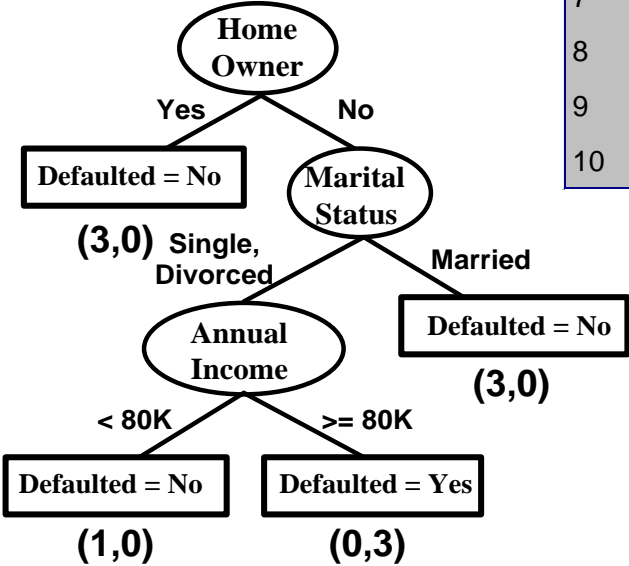 Home
Owner
7
8
9
10
Yes
No
Defaulted = No
(3,0)
Marital
Status
Single,
Divorced
Married
Annual
Income
Defaulted = No
(3,0)
< 80K
>= 80K
Defaulted = No
Defaulted = Yes
(1,0)
(0,3)